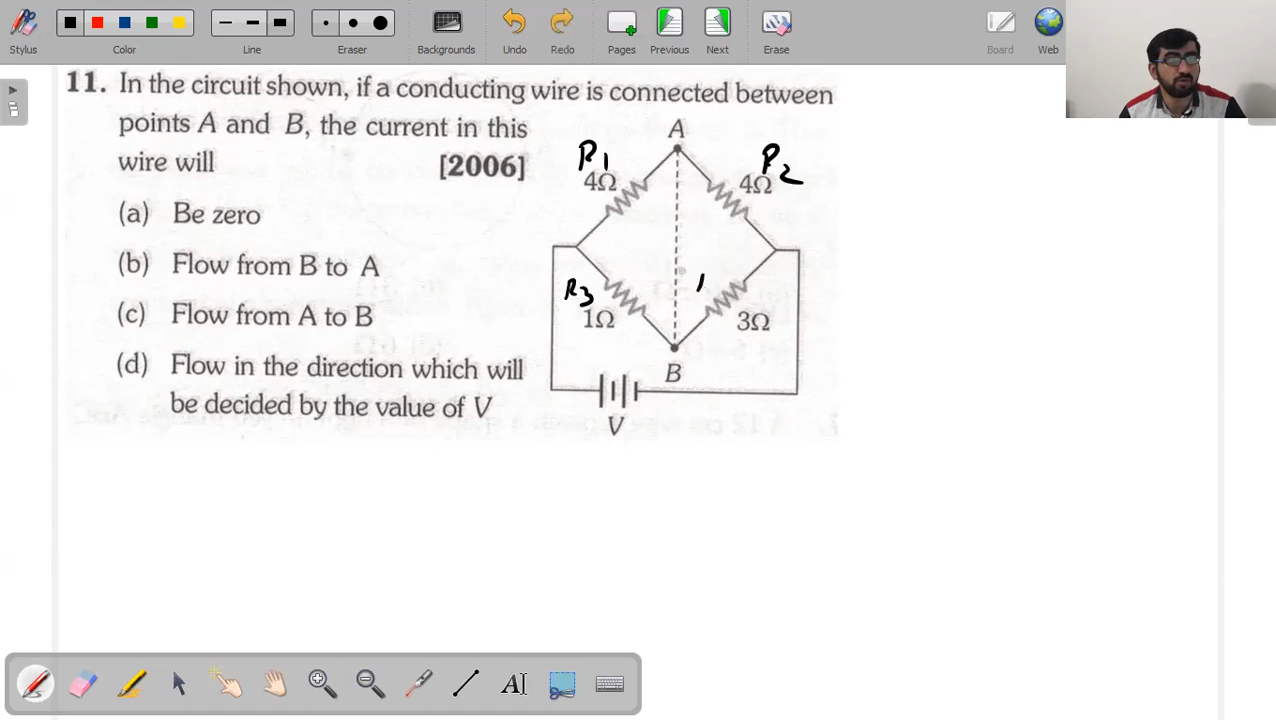 Stylus
Color
Line
Eraser
Backgrounds
Undo
Redo
Pages
Previous
Next
Erase
Board
Web
11. In the circuit shown, if a conducting wire is connected between
points A and B, the current in this
wire will [2006]
(a) Be zero
(b) Flow from B to A
(c) Flow from A to B
(d) Flow in the direction which will
be decided by the value of V
A
R1
4Ω
R2
4Ω
R3
1Ω
3Ω
B
V